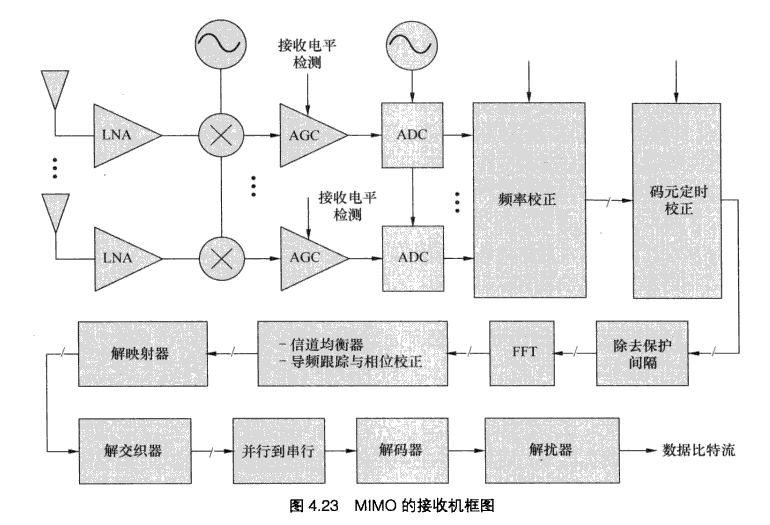 接收电平
检测
LNA
AGC
ADC
频率校正
码元定时
校正
接收电平
检测
LNA
AGC
ADC
解映射器
- 信道均衡器
- 导频跟踪与相位校正
FFT
除去保护
间隔
解交织器
并行到串行
解码器
解扰器
数据比特流
图 4.23 MIMO 的接收机框图